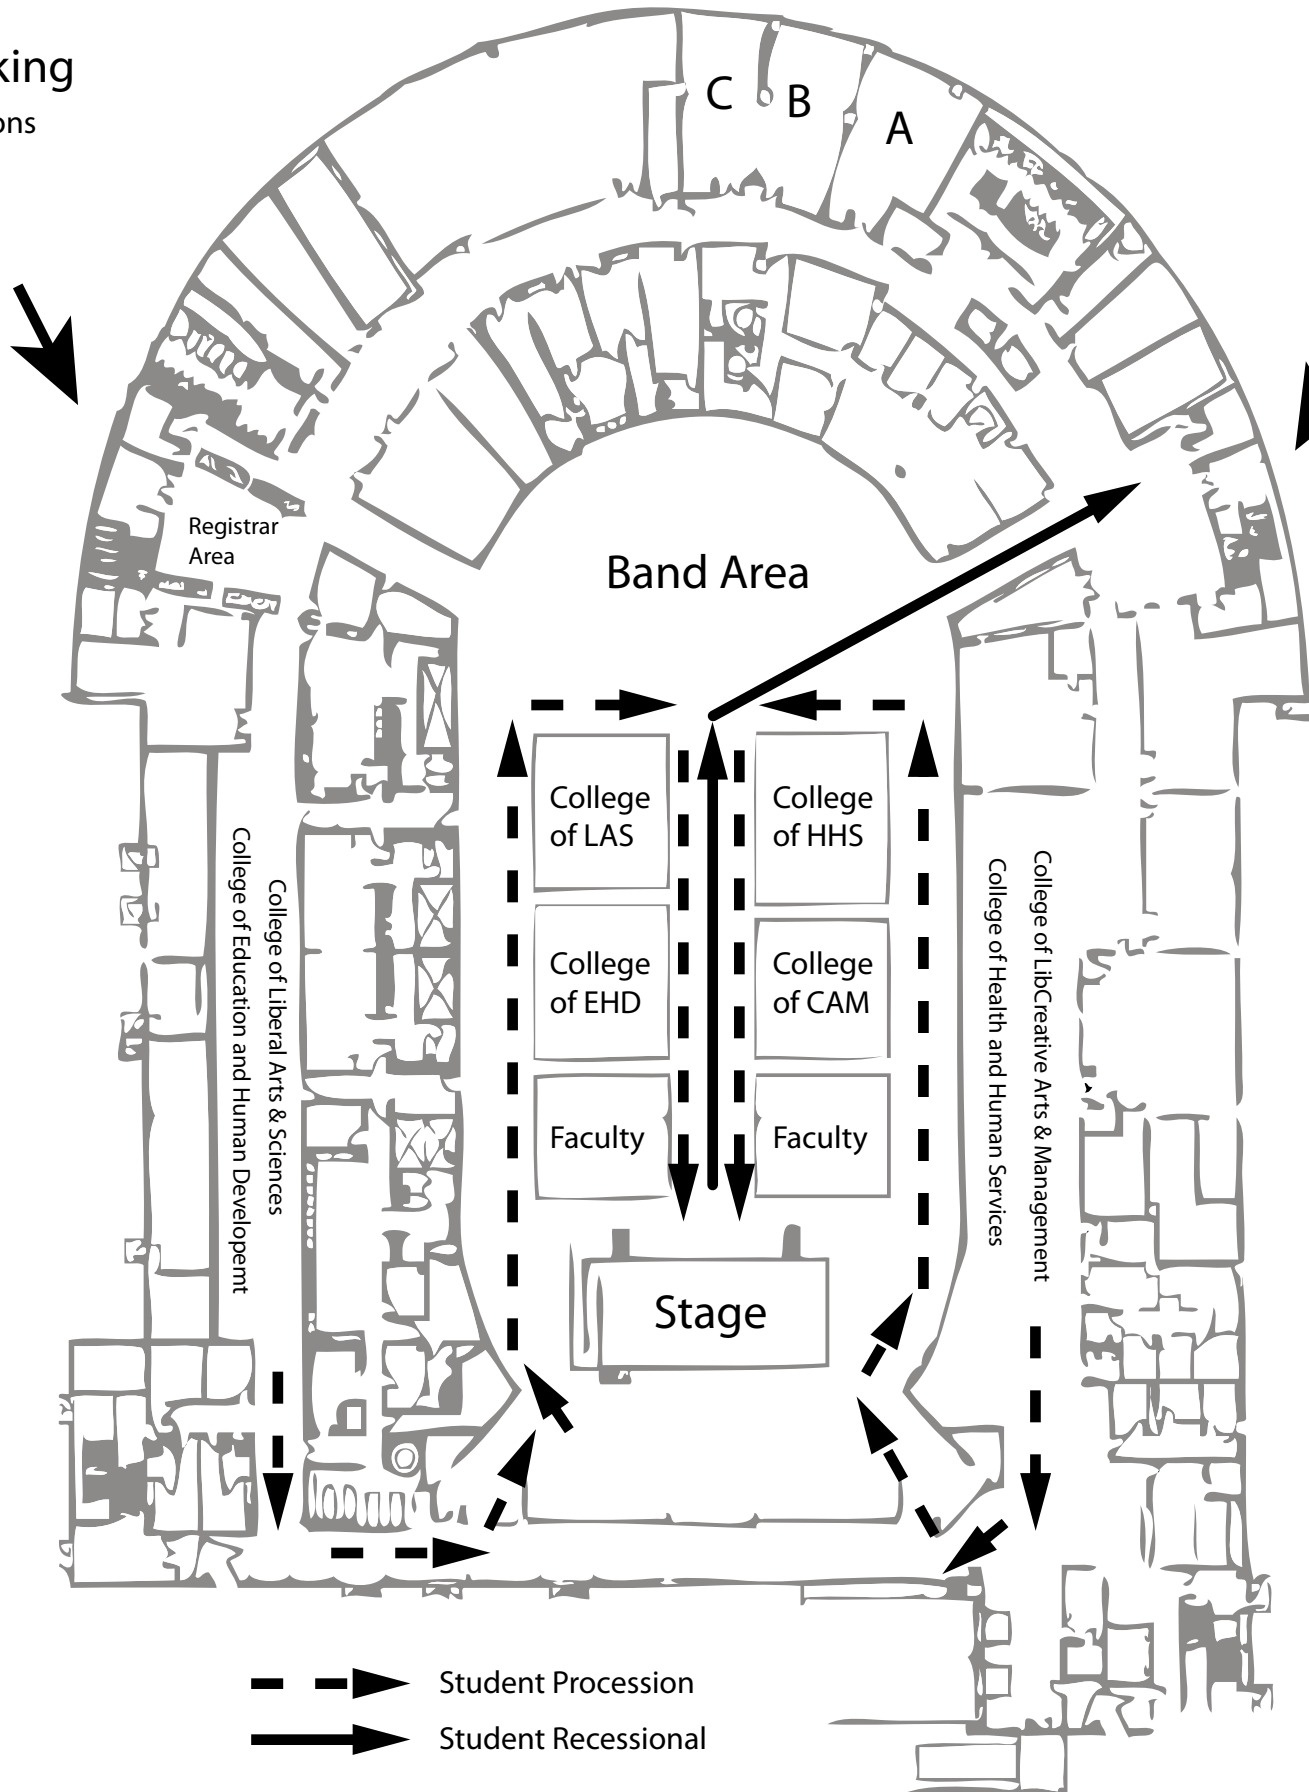 king
ons
C
B
A
Registrar
Area
Band Area
College
of LAS
College
of HHS
College of Education and Human Developemt
College of Liberal Arts & Sciences
College of Health and Human Services
College of LibCreative Arts & Management
College
of EHD
College
of CAM
Faculty
Faculty
Stage
Student Procession
Student Recessional